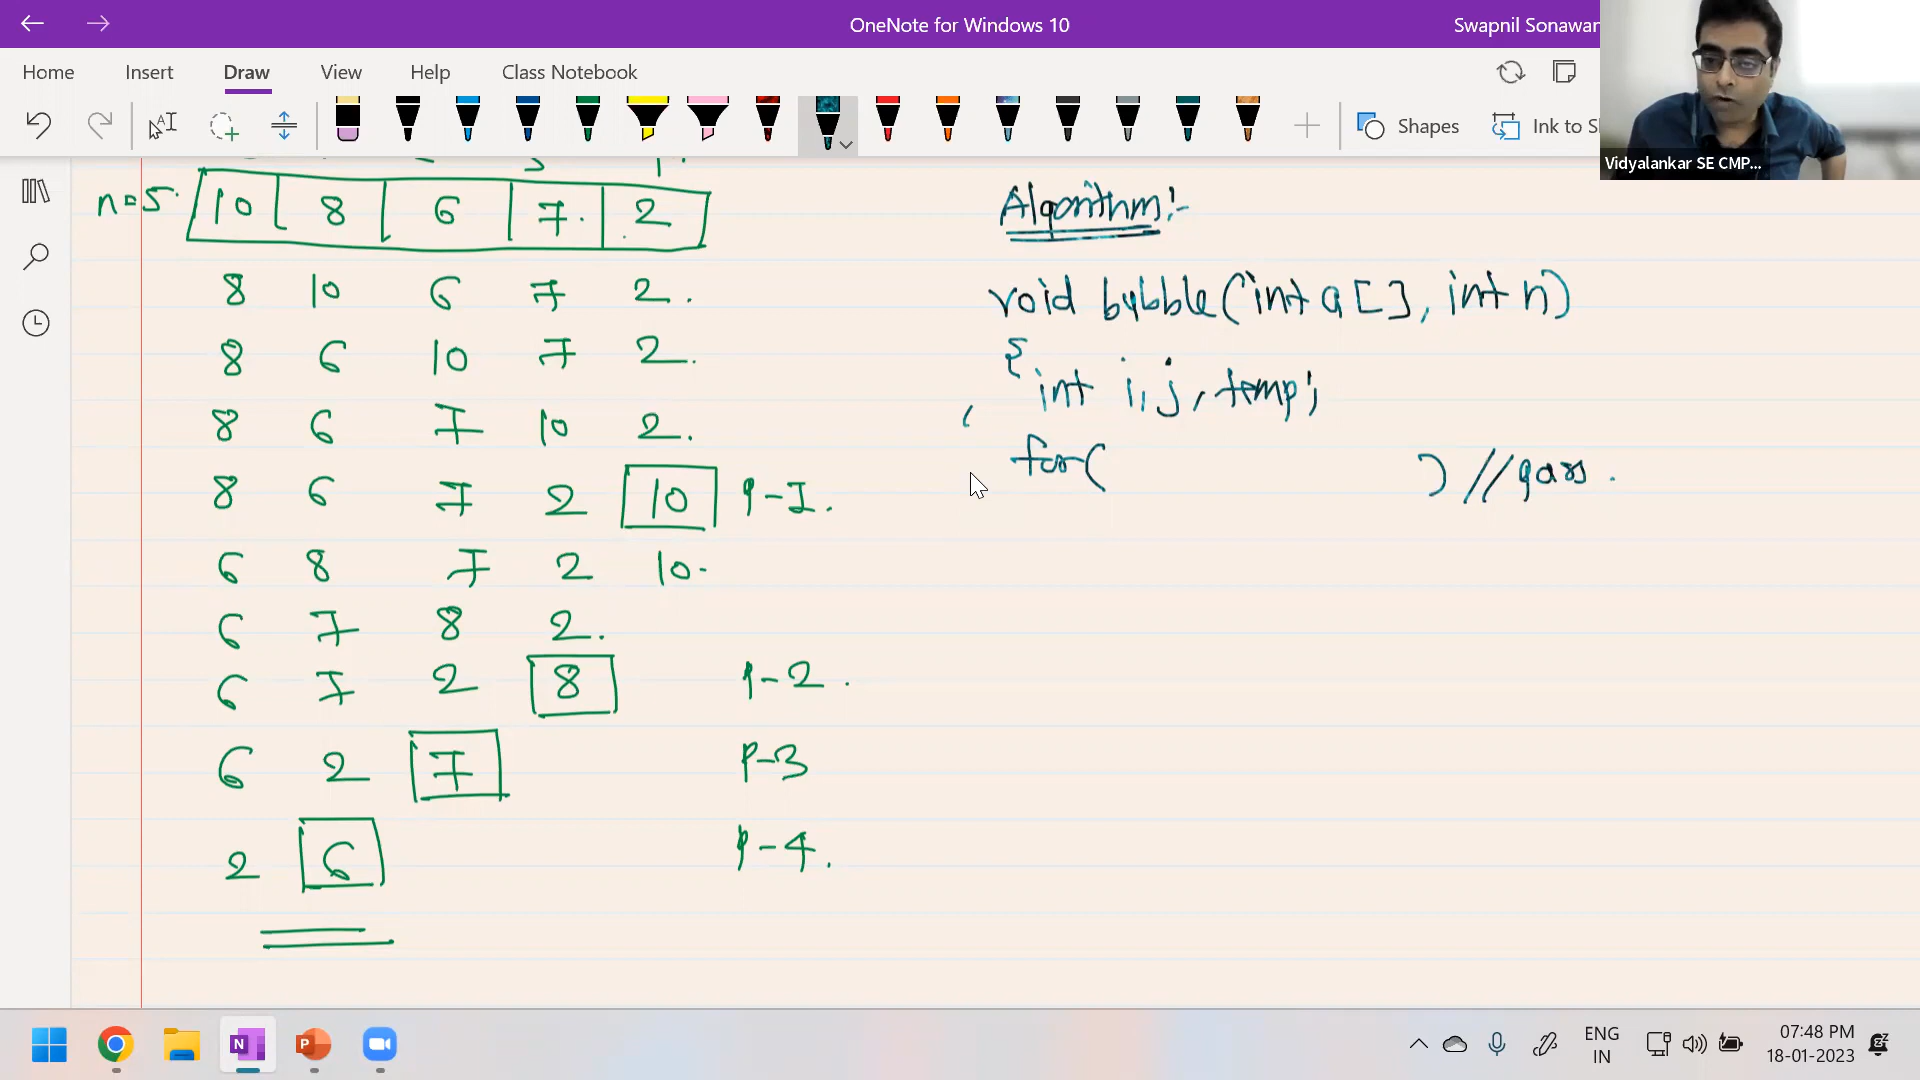 OneNote for Windows 10
Swapnil Sonawar
Home Insert Draw View Help Class Notebook
Shapes
Ink to S
Vidyalankar SE CMP...
n=5. 10 8 6 7. 2
8 10 6 7 2.
8 6 10 7 2.
8 6 7 10 2.
8 6 7 2 10 P-I.
6 8 7 2 10.
6 7 8 2.
6 7 2 8 P-2.
6 2 7 P-3
2 6 P-4.
Algorithm:-
void bubble(int a[], int n)
{ int i, j, temp;
for( ) //pass.
ENG
IN
07:48 PM
18-01-2023